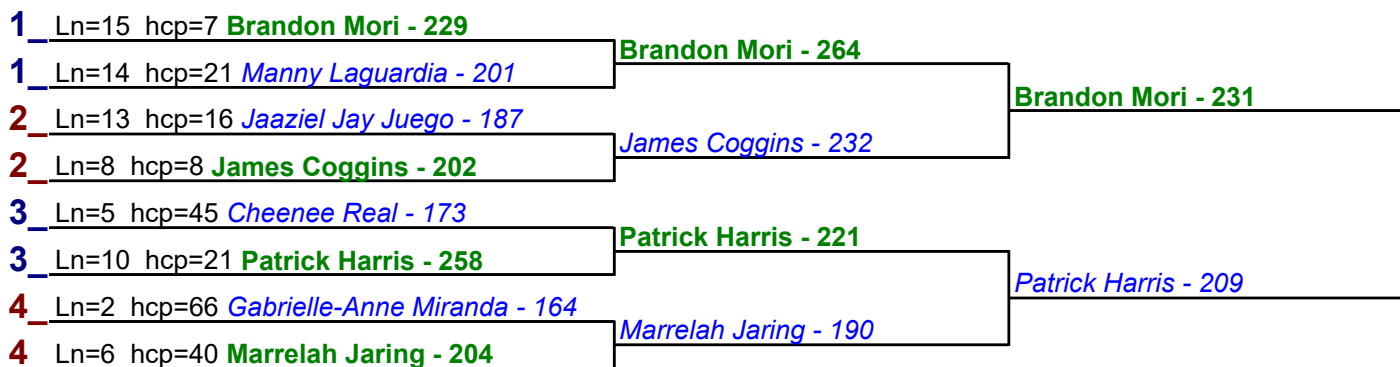 1_ Ln=15 hcp=7 Brandon Mori - 229
Brandon Mori - 264
1_ Ln=14 hcp=21 Manny Laguardia - 201
Brandon Mori - 231
2_ Ln=13 hcp=16 Jaaziel Jay Juego - 187
James Coggins - 232
2_ Ln=8 hcp=8 James Coggins - 202
3_ Ln=5 hcp=45 Cheenee Real - 173
Patrick Harris - 221
3_ Ln=10 hcp=21 Patrick Harris - 258
Patrick Harris - 209
4_ Ln=2 hcp=66 Gabrielle-Anne Miranda - 164
Marrelah Jaring - 190
4 Ln=6 hcp=40 Marrelah Jaring - 204